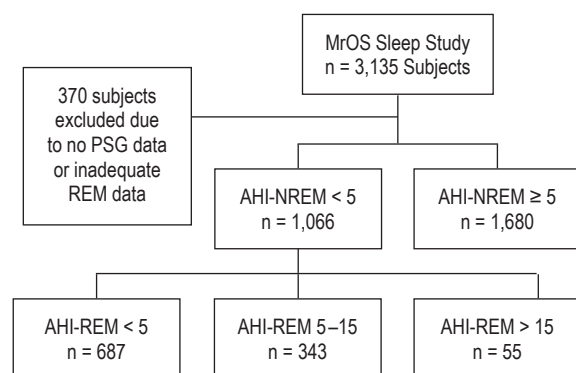 MrOS Sleep Study
n = 3,135 Subjects
370 subjects
excluded due
to no PSG data
or inadequate
REM data
AHI-NREM < 5
n = 1,066
AHI-NREM ≥ 5
n = 1,680
AHI-REM < 5
n = 687
AHI-REM 5–15
n = 343
AHI-REM > 15
n = 55